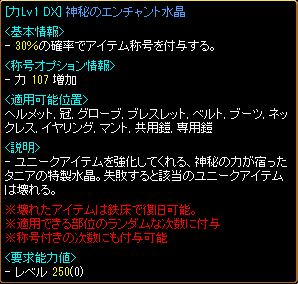 [力Lv1 DX] 神秘のエンチャント水晶
<基本情報>
- 30%の確率でアイテム称号を付与する。
<称号オプション情報>
- 力 107 増加
<適用可能位置>
ヘルメット, 冠, グローブ, ブレスレット, ベルト, ブーツ, ネッ
クレス, イヤリング, マント, 共用鎧, 専用鎧
<説明>
- ユニークアイテムを強化してくれる、神秘の力が宿った
タニアの特製水晶。失敗すると該当のユニークアイテム
は壊れる。
※壊れたアイテムは鉄床で復旧可能。
※適用できる部位のランダムな次数に付与
※称号付きの次数にも付与可能
<要求能力値>
- レベル 250(0)